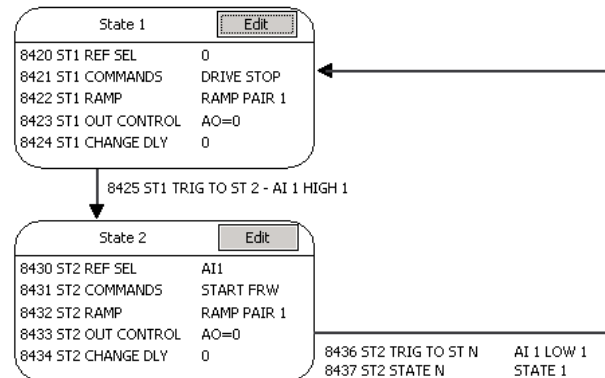 State 1 Edit
8420 ST1 REF SEL 0
8421 ST1 COMMANDS DRIVE STOP
8422 ST1 RAMP RAMP PAIR 1
8423 ST1 OUT CONTROL AO=0
8424 ST1 CHANGE DLY 0
8425 ST1 TRIG TO ST 2 - AI 1 HIGH 1
State 2 Edit
8430 ST2 REF SEL AI1
8431 ST2 COMMANDS START FRW
8432 ST2 RAMP RAMP PAIR 1
8433 ST2 OUT CONTROL AO=0
8434 ST2 CHANGE DLY 0
8436 ST2 TRIG TO ST N AI 1 LOW 1
8437 ST2 STATE N STATE 1